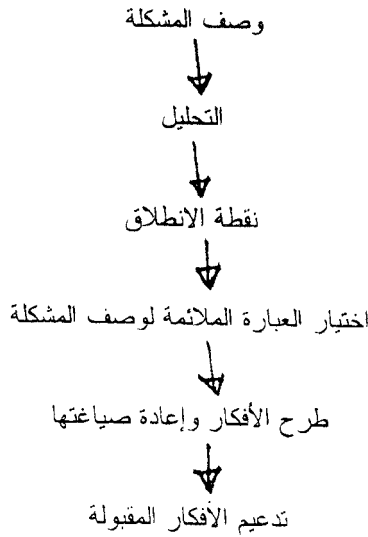 وصف المشكلة
التحليل
نقطة الانطلاق
اختيار العبارة الملائمة لوصف المشكلة
طرح الأفكار وإعادة صياغتها
تدعيم الأفكار المقبولة